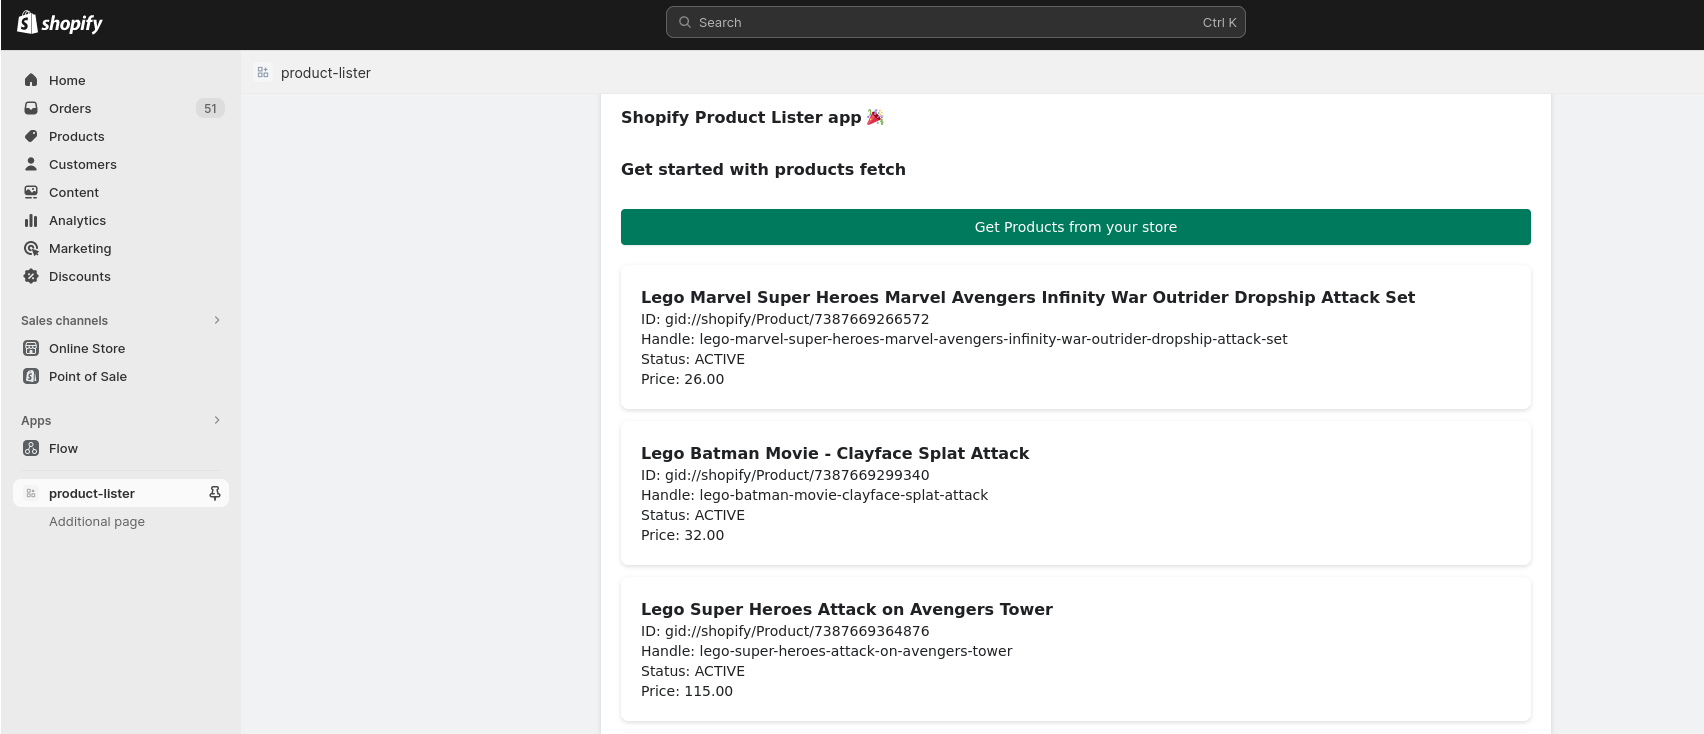 shopify
Search
Ctrl K
Home
Orders
51
Products
Customers
Content
Analytics
Marketing
Discounts
Sales channels
Online Store
Point of Sale
Apps
Flow
product-lister
Additional page
product-lister
Shopify Product Lister app
Get started with products fetch
Get Products from your store
Lego Marvel Super Heroes Marvel Avengers Infinity War Outrider Dropship Attack Set
ID: gid://shopify/Product/7387669266572
Handle: lego-marvel-super-heroes-marvel-avengers-infinity-war-outrider-dropship-attack-set
Status: ACTIVE
Price: 26.00
Lego Batman Movie - Clayface Splat Attack
ID: gid://shopify/Product/7387669299340
Handle: lego-batman-movie-clayface-splat-attack
Status: ACTIVE
Price: 32.00
Lego Super Heroes Attack on Avengers Tower
ID: gid://shopify/Product/7387669364876
Handle: lego-super-heroes-attack-on-avengers-tower
Status: ACTIVE
Price: 115.00